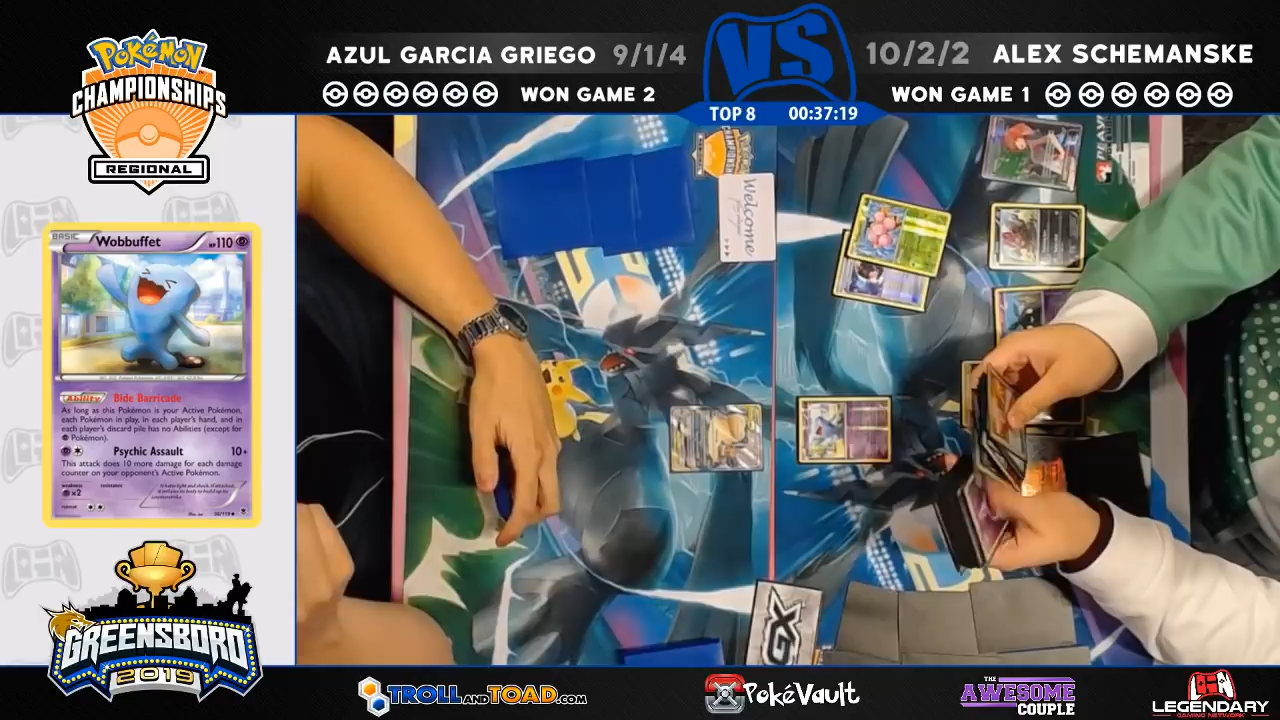 POKéMON
CHAMPIONSHIPS
REGIONAL
AZUL GARCIA GRIEGO 9/1/4
WON GAME 2
VS
TOP 8 00:37:19
10/2/2 ALEX SCHEMANSKE
WON GAME 1
BASIC Wobbuffet HP110
Ability Bide Barricade
As long as this Pokémon is your Active Pokémon,
each Pokémon in play, in each player's hand, and in
each player's discard pile has no Abilities (except for
Pokémon).
Psychic Assault 10+
This attack does 10 more damage for each damage
counter on your opponent's Active Pokémon.
weakness resistance
x2
retreat
Welcome
GX
GREENSBORO
2019
TROLL AND TOAD.COM
PokéVault
THE
AWESOME
COUPLE
LEGENDARY
GAMING NETWORK